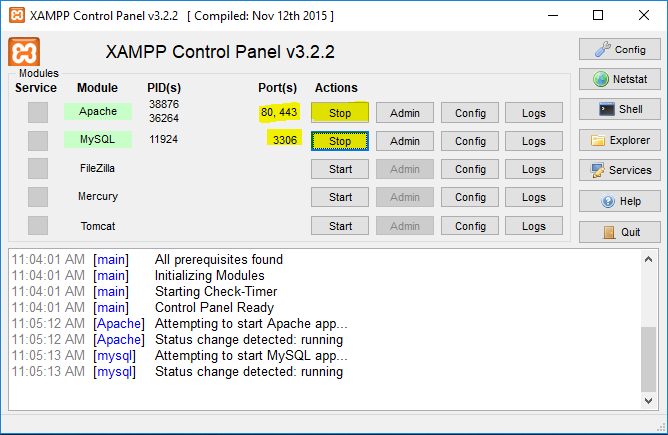 XAMPP Control Panel v3.2.2 [ Compiled: Nov 12th 2015 ]
XAMPP Control Panel v3.2.2
Config
Modules
Service Module PID(s) Port(s) Actions
Netstat
Apache 38876 36264 80, 443 Stop Admin Config Logs
Shell
MySQL 11924 3306 Stop Admin Config Logs
Explorer
FileZilla Start Admin Config Logs
Services
Mercury Start Admin Config Logs
Help
Tomcat Start Admin Config Logs
Quit
11:04:01 AM [main] All prerequisites found
11:04:01 AM [main] Initializing Modules
11:04:01 AM [main] Starting Check-Timer
11:04:01 AM [main] Control Panel Ready
11:05:12 AM [Apache] Attempting to start Apache app...
11:05:12 AM [Apache] Status change detected: running
11:05:13 AM [mysql] Attempting to start MySQL app...
11:05:13 AM [mysql] Status change detected: running